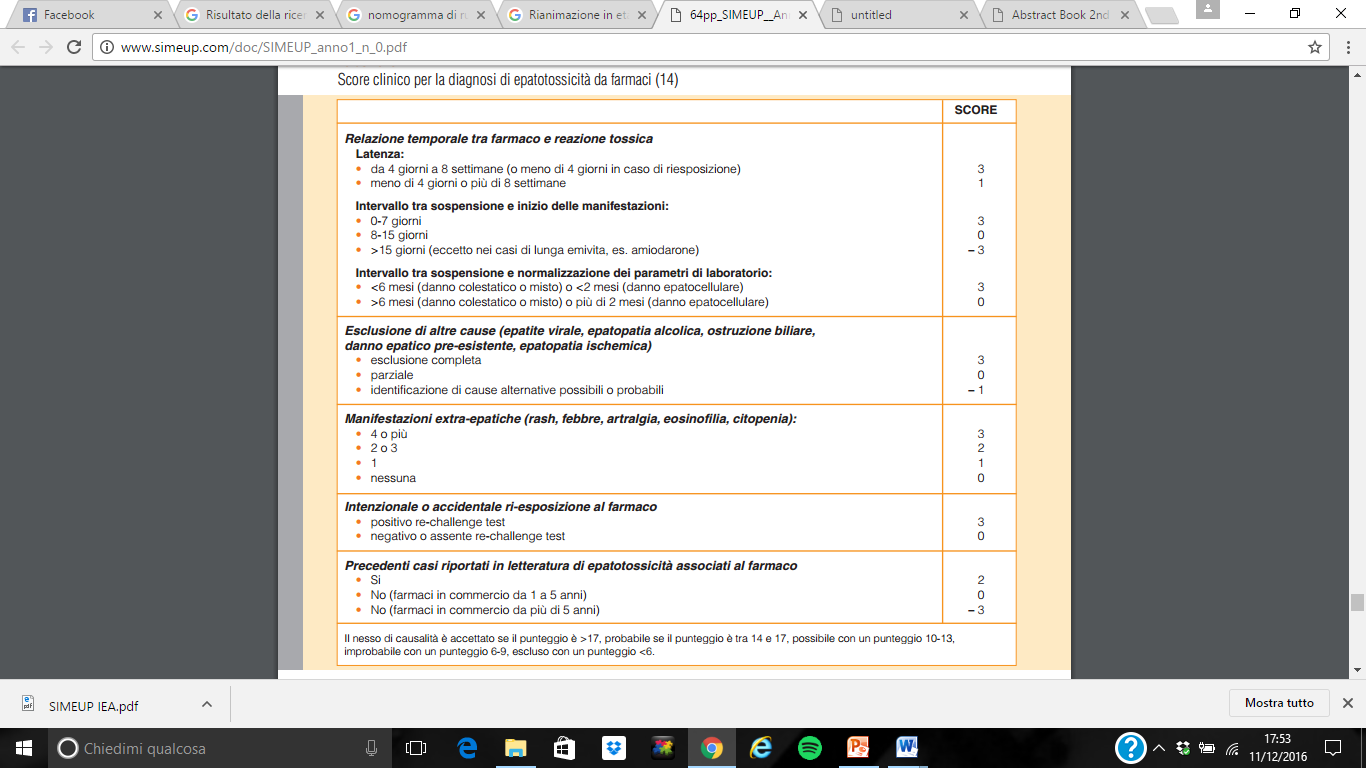 Facebook
Risultato della ricer
nomogramma di ru
Rianimazione in eta
64pp_SIMEUP__An
untitled
Abstract Book 2nd
www.simeup.com/doc/SIMEUP_anno1_n_0.pdf
Score clinico per la diagnosi di epatotossicità da farmaci (14)
SCORE
Relazione temporale tra farmaco e reazione tossica
Latenza:
• da 4 giorni a 8 settimane (o meno di 4 giorni in caso di riesposizione) 3
• meno di 4 giorni o più di 8 settimane 1
Intervallo tra sospensione e inizio delle manifestazioni:
• 0-7 giorni 3
• 8-15 giorni 0
• >15 giorni (eccetto nei casi di lunga emivita, es. amiodarone) – 3
Intervallo tra sospensione e normalizzazione dei parametri di laboratorio:
• <6 mesi (danno colestatico o misto) o <2 mesi (danno epatocellulare) 3
• >6 mesi (danno colestatico o misto) o più di 2 mesi (danno epatocellulare) 0
Esclusione di altre cause (epatite virale, epatopatia alcolica, ostruzione biliare,
danno epatico pre-esistente, epatopatia ischemica)
• esclusione completa 3
• parziale 0
• identificazione di cause alternative possibili o probabili – 1
Manifestazioni extra-epatiche (rash, febbre, artralgia, eosinofilia, citopenia):
• 4 o più 3
• 2 o 3 2
• 1 1
• nessuna 0
Intenzionale o accidentale ri-esposizione al farmaco
• positivo re-challenge test 3
• negativo o assente re-challenge test 0
Precedenti casi riportati in letteratura di epatotossicità associati al farmaco
• Si 2
• No (farmaci in commercio da 1 a 5 anni) 0
• No (farmaci in commercio da più di 5 anni) – 3
Il nesso di causalità è accettato se il punteggio è >17, probabile se il punteggio è tra 14 e 17, possibile con un punteggio 10-13,
improbabile con un punteggio 6-9, escluso con un punteggio <6.
SIMEUP IEA.pdf
Mostra tutto
Chiedimi qualcosa
17:53
11/12/2016